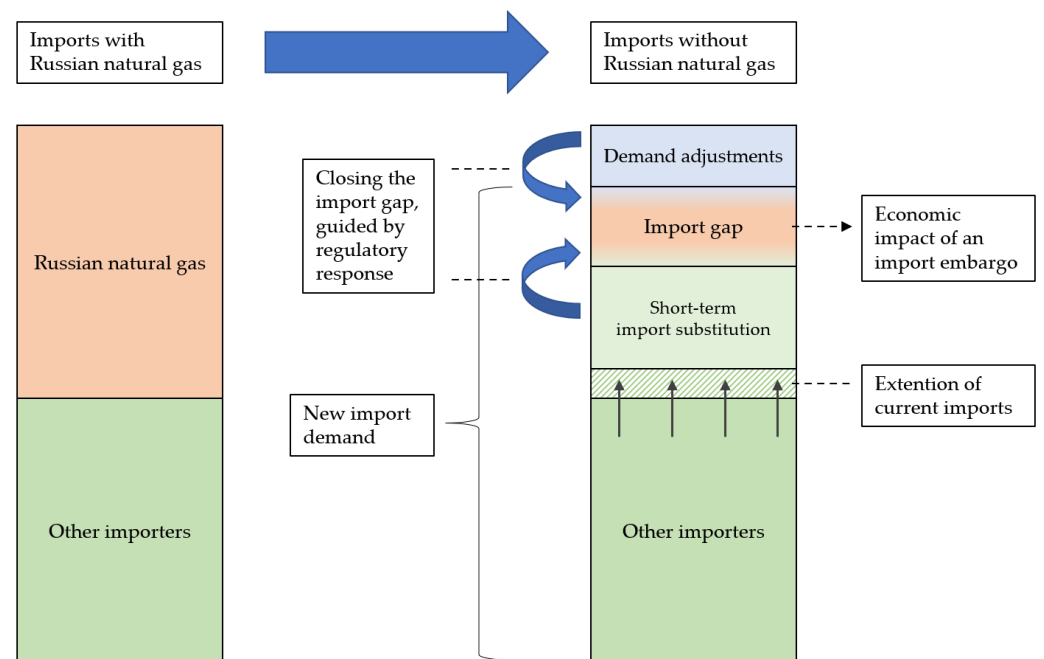 Imports with
Russian natural gas
Imports without
Russian natural gas
Russian natural gas
Other importers
Closing the
import gap,
guided by
regulatory
response
New import
demand
Demand adjustments
Import gap
Short-term
import substitution
Other importers
Economic
impact of an
import embargo
Extention of
current imports